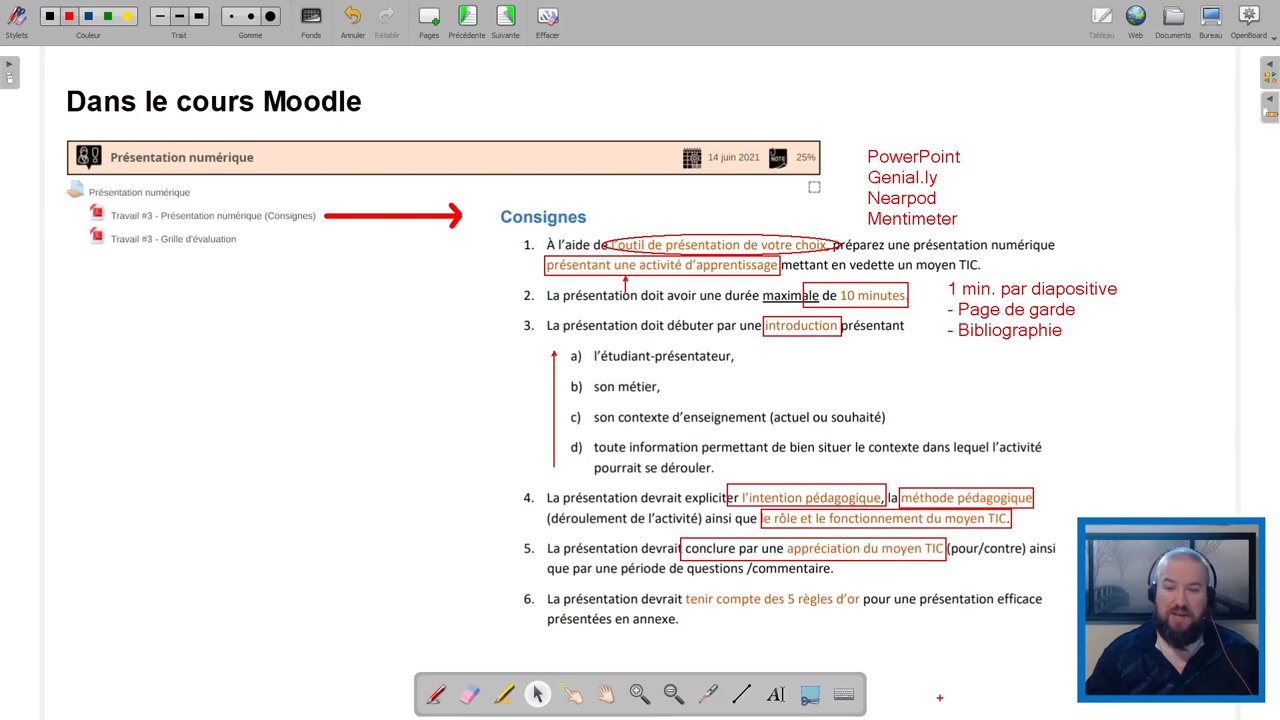 Stylets
Couleur
Trait
Gomme
Fonds
Annuler
Rétablir
Pages
Précédente
Suivante
Effacer
Tableau
Web
Documents
Bureau
OpenBoard
Dans le cours Moodle
Présentation numérique
14 juin 2021
NOTE
25%
Présentation numérique
Travail #3 - Présentation numérique (Consignes)
Travail #3 - Grille d'évaluation
PowerPoint
Genial.ly
Nearpod
Mentimeter
Consignes
1. À l’aide de l’outil de présentation de votre choix, préparez une présentation numérique
présentant une activité d’apprentissage mettant en vedette un moyen TIC.
2. La présentation doit avoir une durée maximale de 10 minutes.
1 min. par diapositive
- Page de garde
- Bibliographie
3. La présentation doit débuter par une introduction présentant
a) l’étudiant-présentateur,
b) son métier,
c) son contexte d’enseignement (actuel ou souhaité)
d) toute information permettant de bien situer le contexte dans lequel l’activité
pourrait se dérouler.
4. La présentation devrait expliciter l’intention pédagogique, la méthode pédagogique
(déroulement de l’activité) ainsi que le rôle et le fonctionnement du moyen TIC.
5. La présentation devrait conclure par une appréciation du moyen TIC (pour/contre) ainsi
que par une période de questions /commentaire.
6. La présentation devrait tenir compte des 5 règles d’or pour une présentation efficace
présentées en annexe.